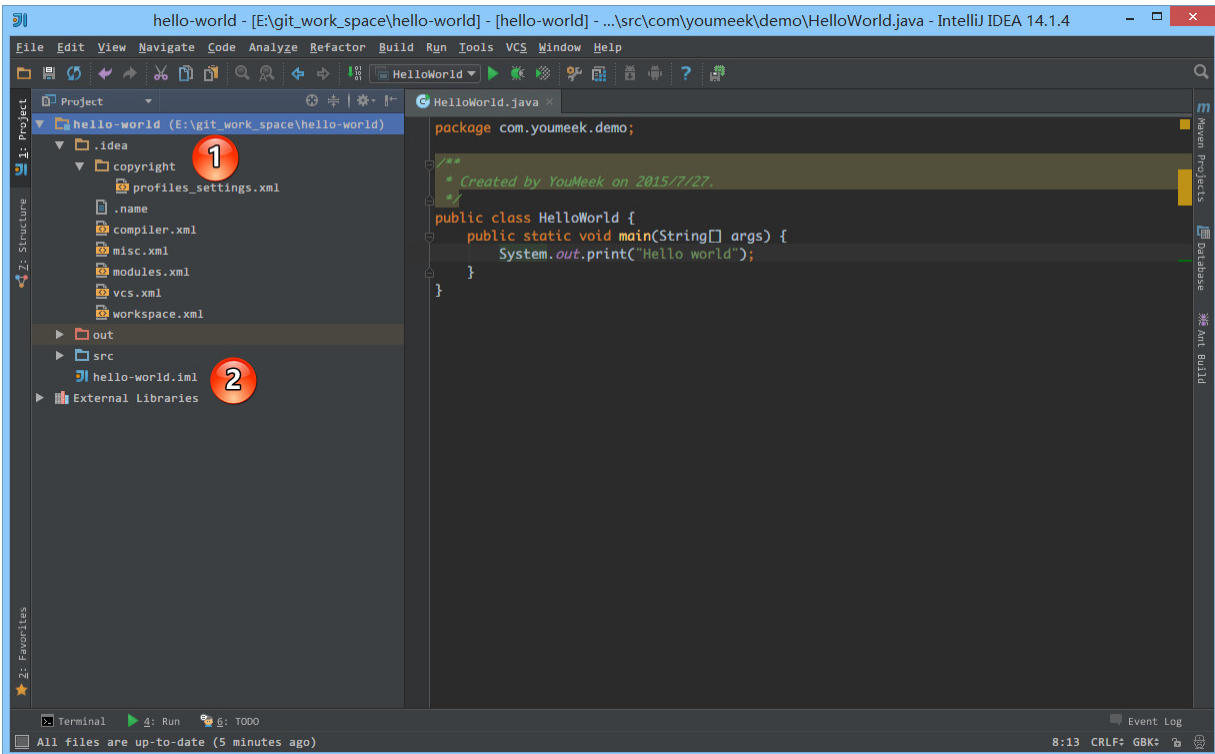 hello-world - [E:\git_work_space\hello-world] - [hello-world] - ...\src\com\youmeek\demo\HelloWorld.java - IntelliJ IDEA 14.1.4
File Edit View Navigate Code Analyze Refactor Build Run Tools VCS Window Help
HelloWorld
1: Project
Z: Structure
2: Favorites
Project
hello-world (E:\git_work_space\hello-world)
.idea
1
copyright
profiles_settings.xml
.name
compiler.xml
misc.xml
modules.xml
vcs.xml
workspace.xml
out
src
hello-world.iml
2
External Libraries
HelloWorld.java
package com.youmeek.demo;
/**
* Created by YouMeek on 2015/7/27.
*/
public class HelloWorld {
public static void main(String[] args) {
System.out.print("Hello world");
}
}
Maven Projects
Database
Ant Build
Terminal 4: Run 6: TODO Event Log
All files are up-to-date (5 minutes ago) 8:13 CRLF GBK